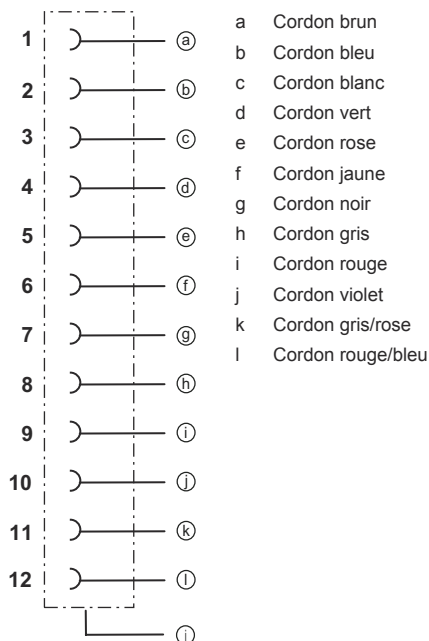 1 ⓐ
2 ⓑ
3 ⓒ
4 ⓓ
5 ⓔ
6 ⓕ
7 ⓖ
8 ⓗ
9 ⓘ
10 ⓙ
11 ⓚ
12 ⓛ
a Cordon brun
b Cordon bleu
c Cordon blanc
d Cordon vert
e Cordon rose
f Cordon jaune
g Cordon noir
h Cordon gris
i Cordon rouge
j Cordon violet
k Cordon gris/rose
l Cordon rouge/bleu